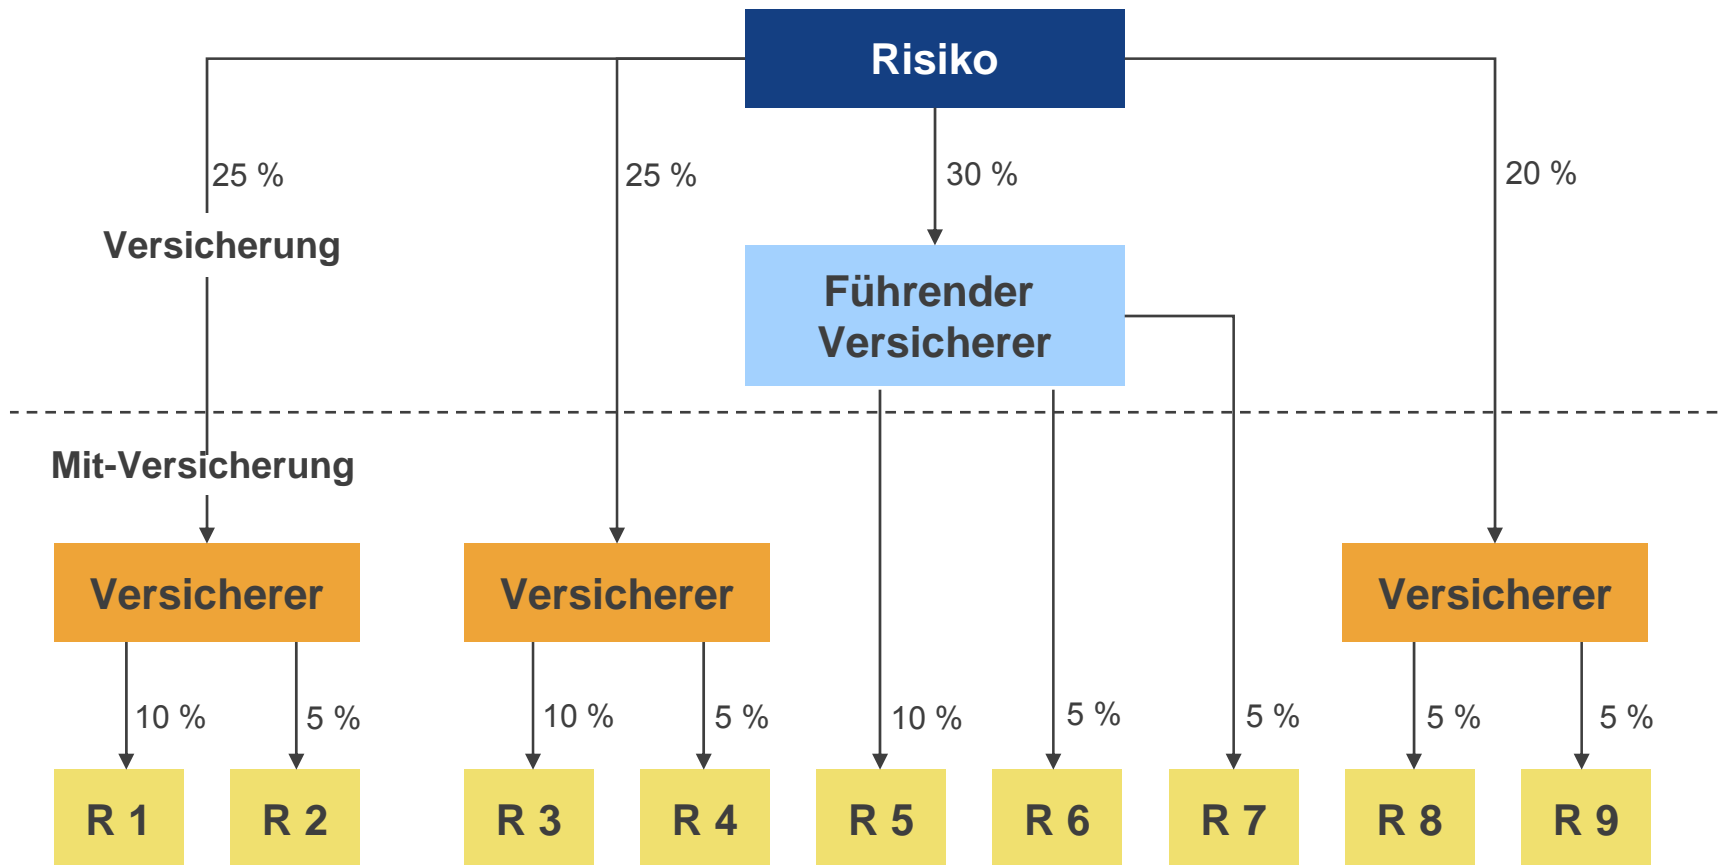 Risiko
25 %
25 %
30 %
20 %
Versicherung
Führender
Versicherer
Mit-Versicherung
Versicherer
Versicherer
Versicherer
10 %
5 %
10 %
5 %
10 %
5 %
5 %
5 %
5 %
R 1
R 2
R 3
R 4
R 5
R 6
R 7
R 8
R 9